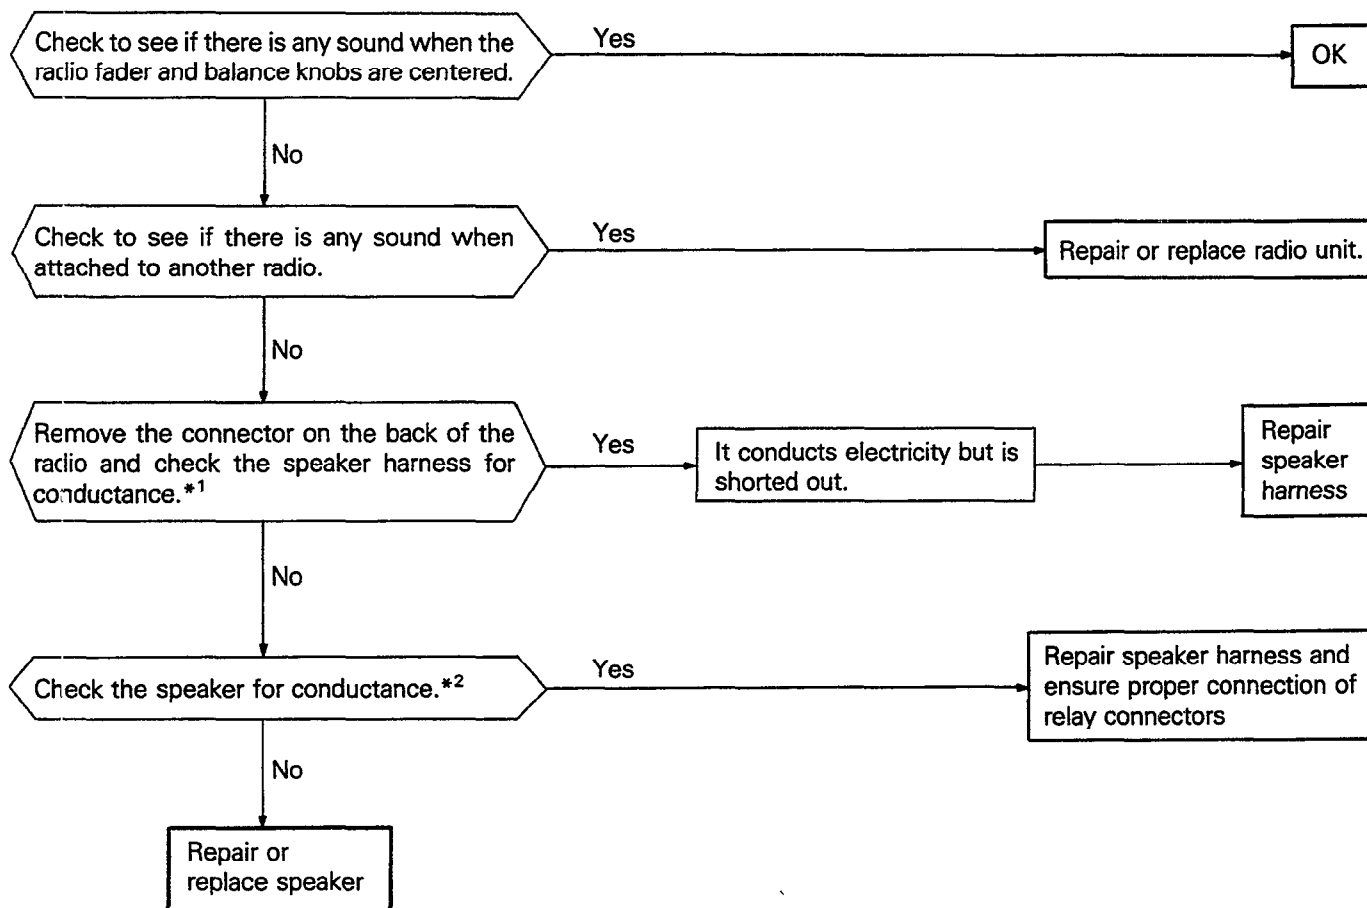 Check to see if there is any sound when the
radio fader and balance knobs are centered.
Yes
OK
No
Check to see if there is any sound when
attached to another radio.
Yes
Repair or replace radio unit.
No
Remove the connector on the back of the
radio and check the speaker harness for
conductance.*1
Yes
It conducts electricity but is
shorted out.
Repair
speaker
harness
No
Check the speaker for conductance.*2
Yes
Repair speaker harness and
ensure proper connection of
relay connectors
No
Repair or
replace speaker